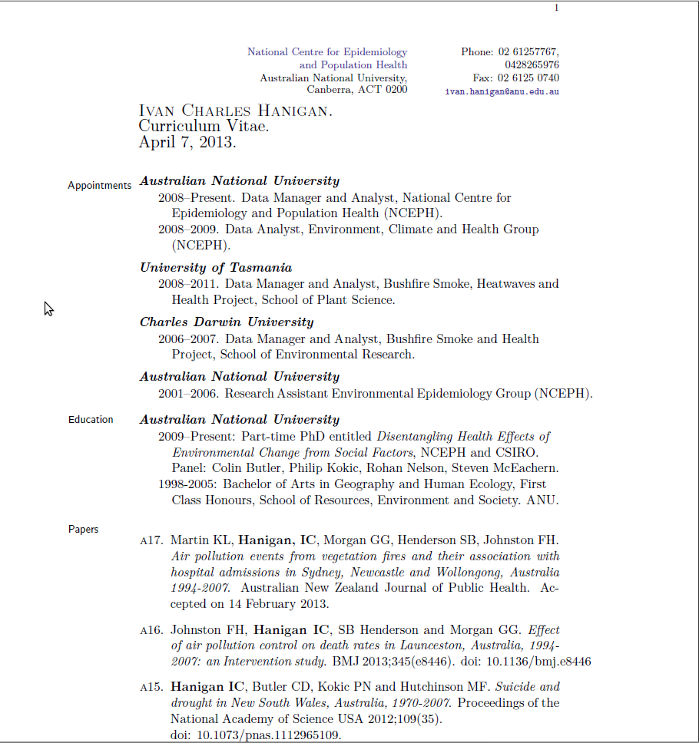 1
National Centre for Epidemiology
and Population Health
Australian National University,
Canberra, ACT 0200
Phone: 02 61257767,
0428265976
Fax: 02 6125 0740
ivan.hanigan@anu.edu.au
Ivan Charles Hanigan.
Curriculum Vitae.
April 7, 2013.
Appointments
Australian National University
2008–Present. Data Manager and Analyst, National Centre for
Epidemiology and Population Health (NCEPH).
2008–2009. Data Analyst, Environment, Climate and Health Group
(NCEPH).
University of Tasmania
2008–2011. Data Manager and Analyst, Bushfire Smoke, Heatwaves and
Health Project, School of Plant Science.
Charles Darwin University
2006–2007. Data Manager and Analyst, Bushfire Smoke and Health
Project, School of Environmental Research.
Australian National University
2001–2006. Research Assistant Environmental Epidemiology Group (NCEPH).
Education
Australian National University
2009–Present: Part-time PhD entitled Disentangling Health Effects of
Environmental Change from Social Factors, NCEPH and CSIRO.
Panel: Colin Butler, Philip Kokic, Rohan Nelson, Steven McEachern.
1998-2005: Bachelor of Arts in Geography and Human Ecology, First
Class Honours, School of Resources, Environment and Society. ANU.
Papers
A17. Martin KL, Hanigan, IC, Morgan GG, Henderson SB, Johnston FH.
Air pollution events from vegetation fires and their association with
hospital admissions in Sydney, Newcastle and Wollongong, Australia
1994-2007. Australian New Zealand Journal of Public Health. Ac-
cepted on 14 February 2013.
A16. Johnston FH, Hanigan IC, SB Henderson and Morgan GG. Effect
of air pollution control on death rates in Launceston, Australia, 1994-
2007: an Intervention study. BMJ 2013;345(e8446). doi: 10.1136/bmj.e8446
A15. Hanigan IC, Butler CD, Kokic PN and Hutchinson MF. Suicide and
drought in New South Wales, Australia, 1970-2007. Proceedings of the
National Academy of Science USA 2012;109(35).
doi: 10.1073/pnas.1112965109.